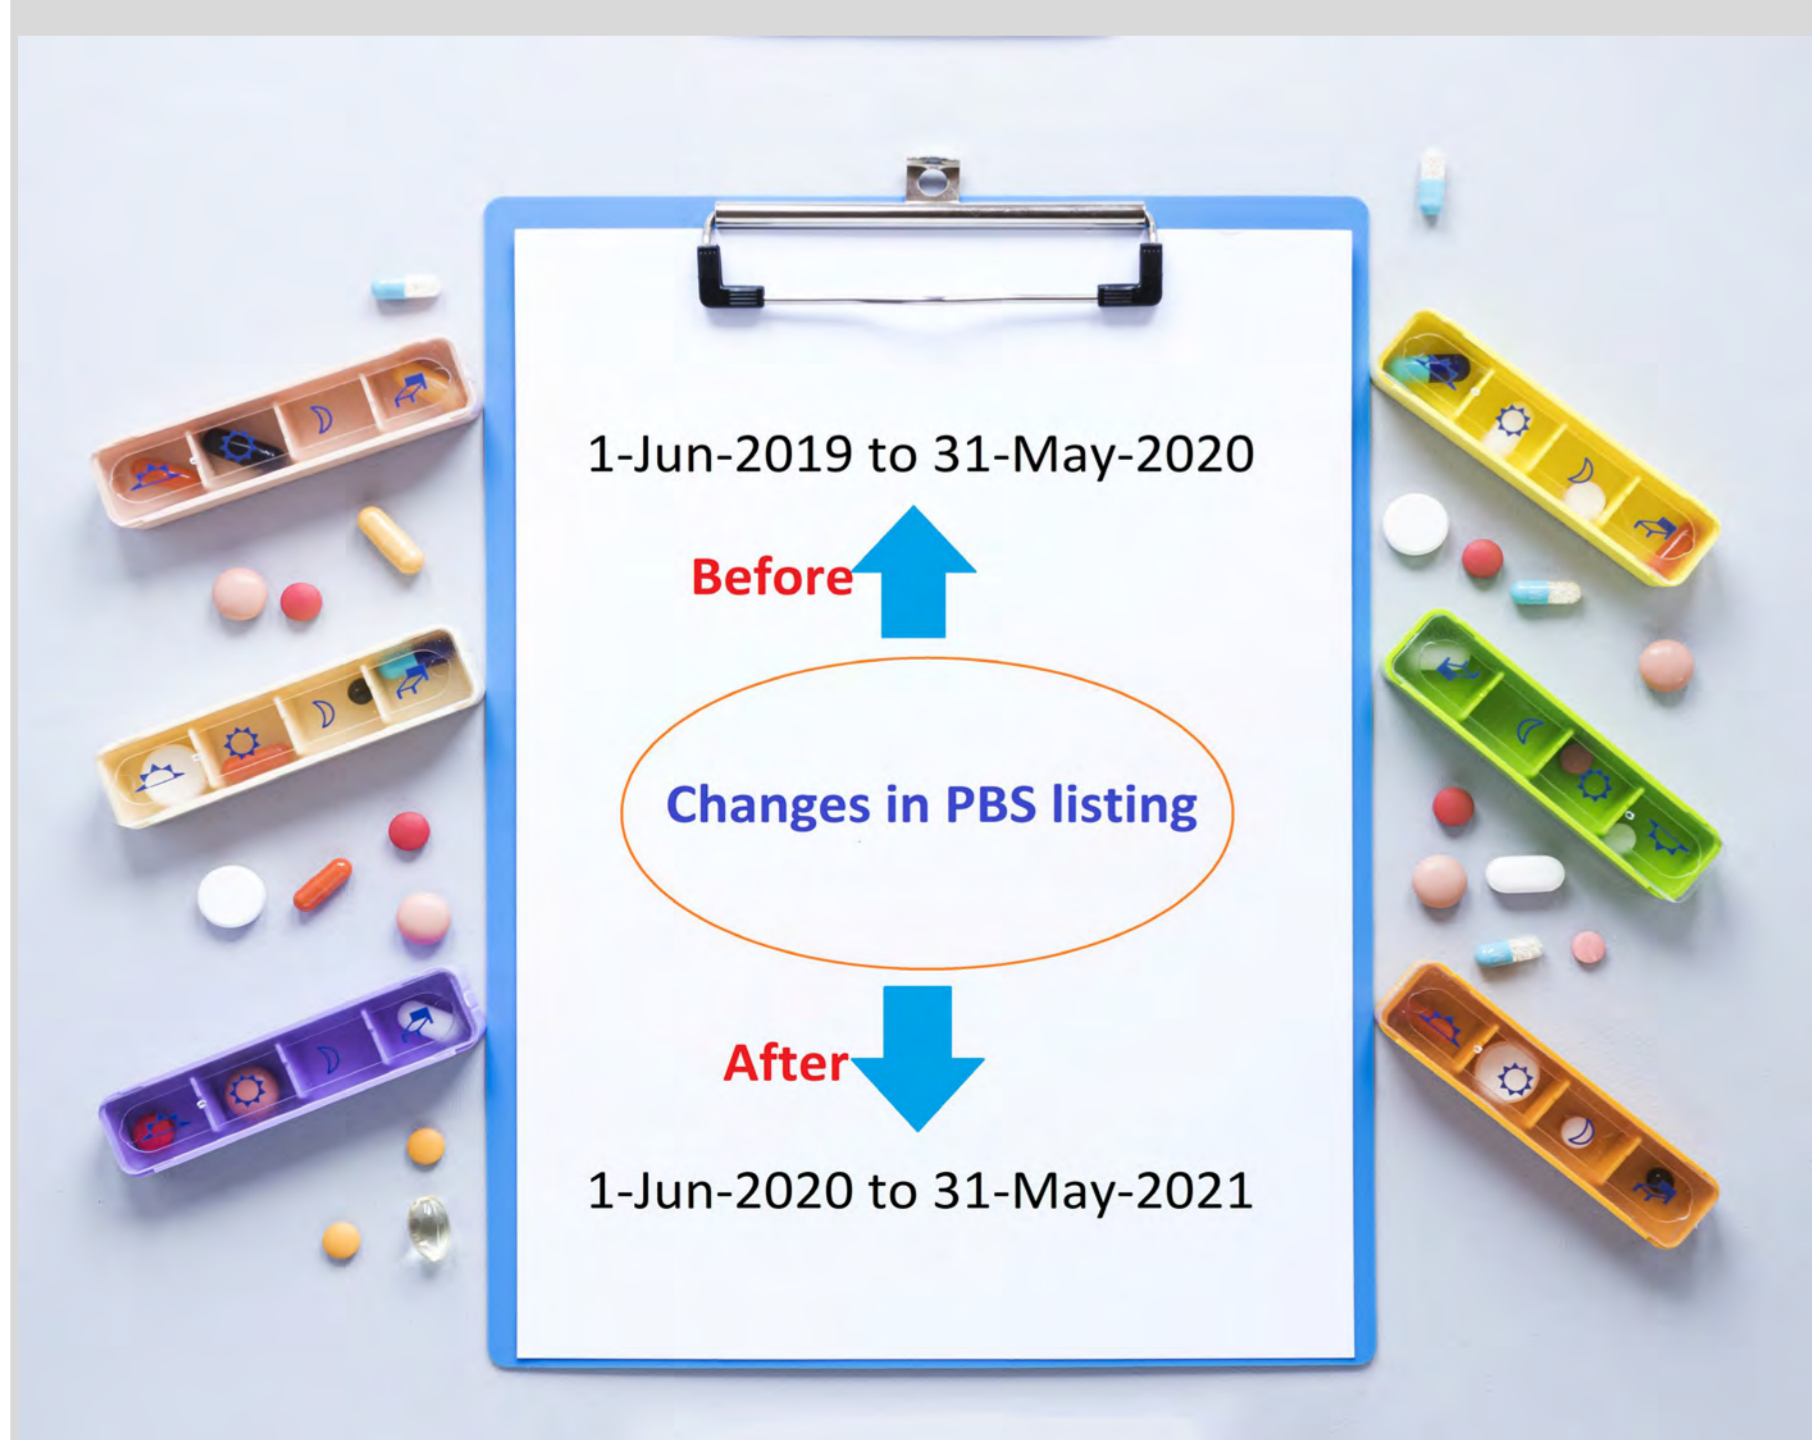 1-Jun-2019 to 31-May-2020
Before
Changes in PBS listing
After
1-Jun-2020 to 31-May-2021